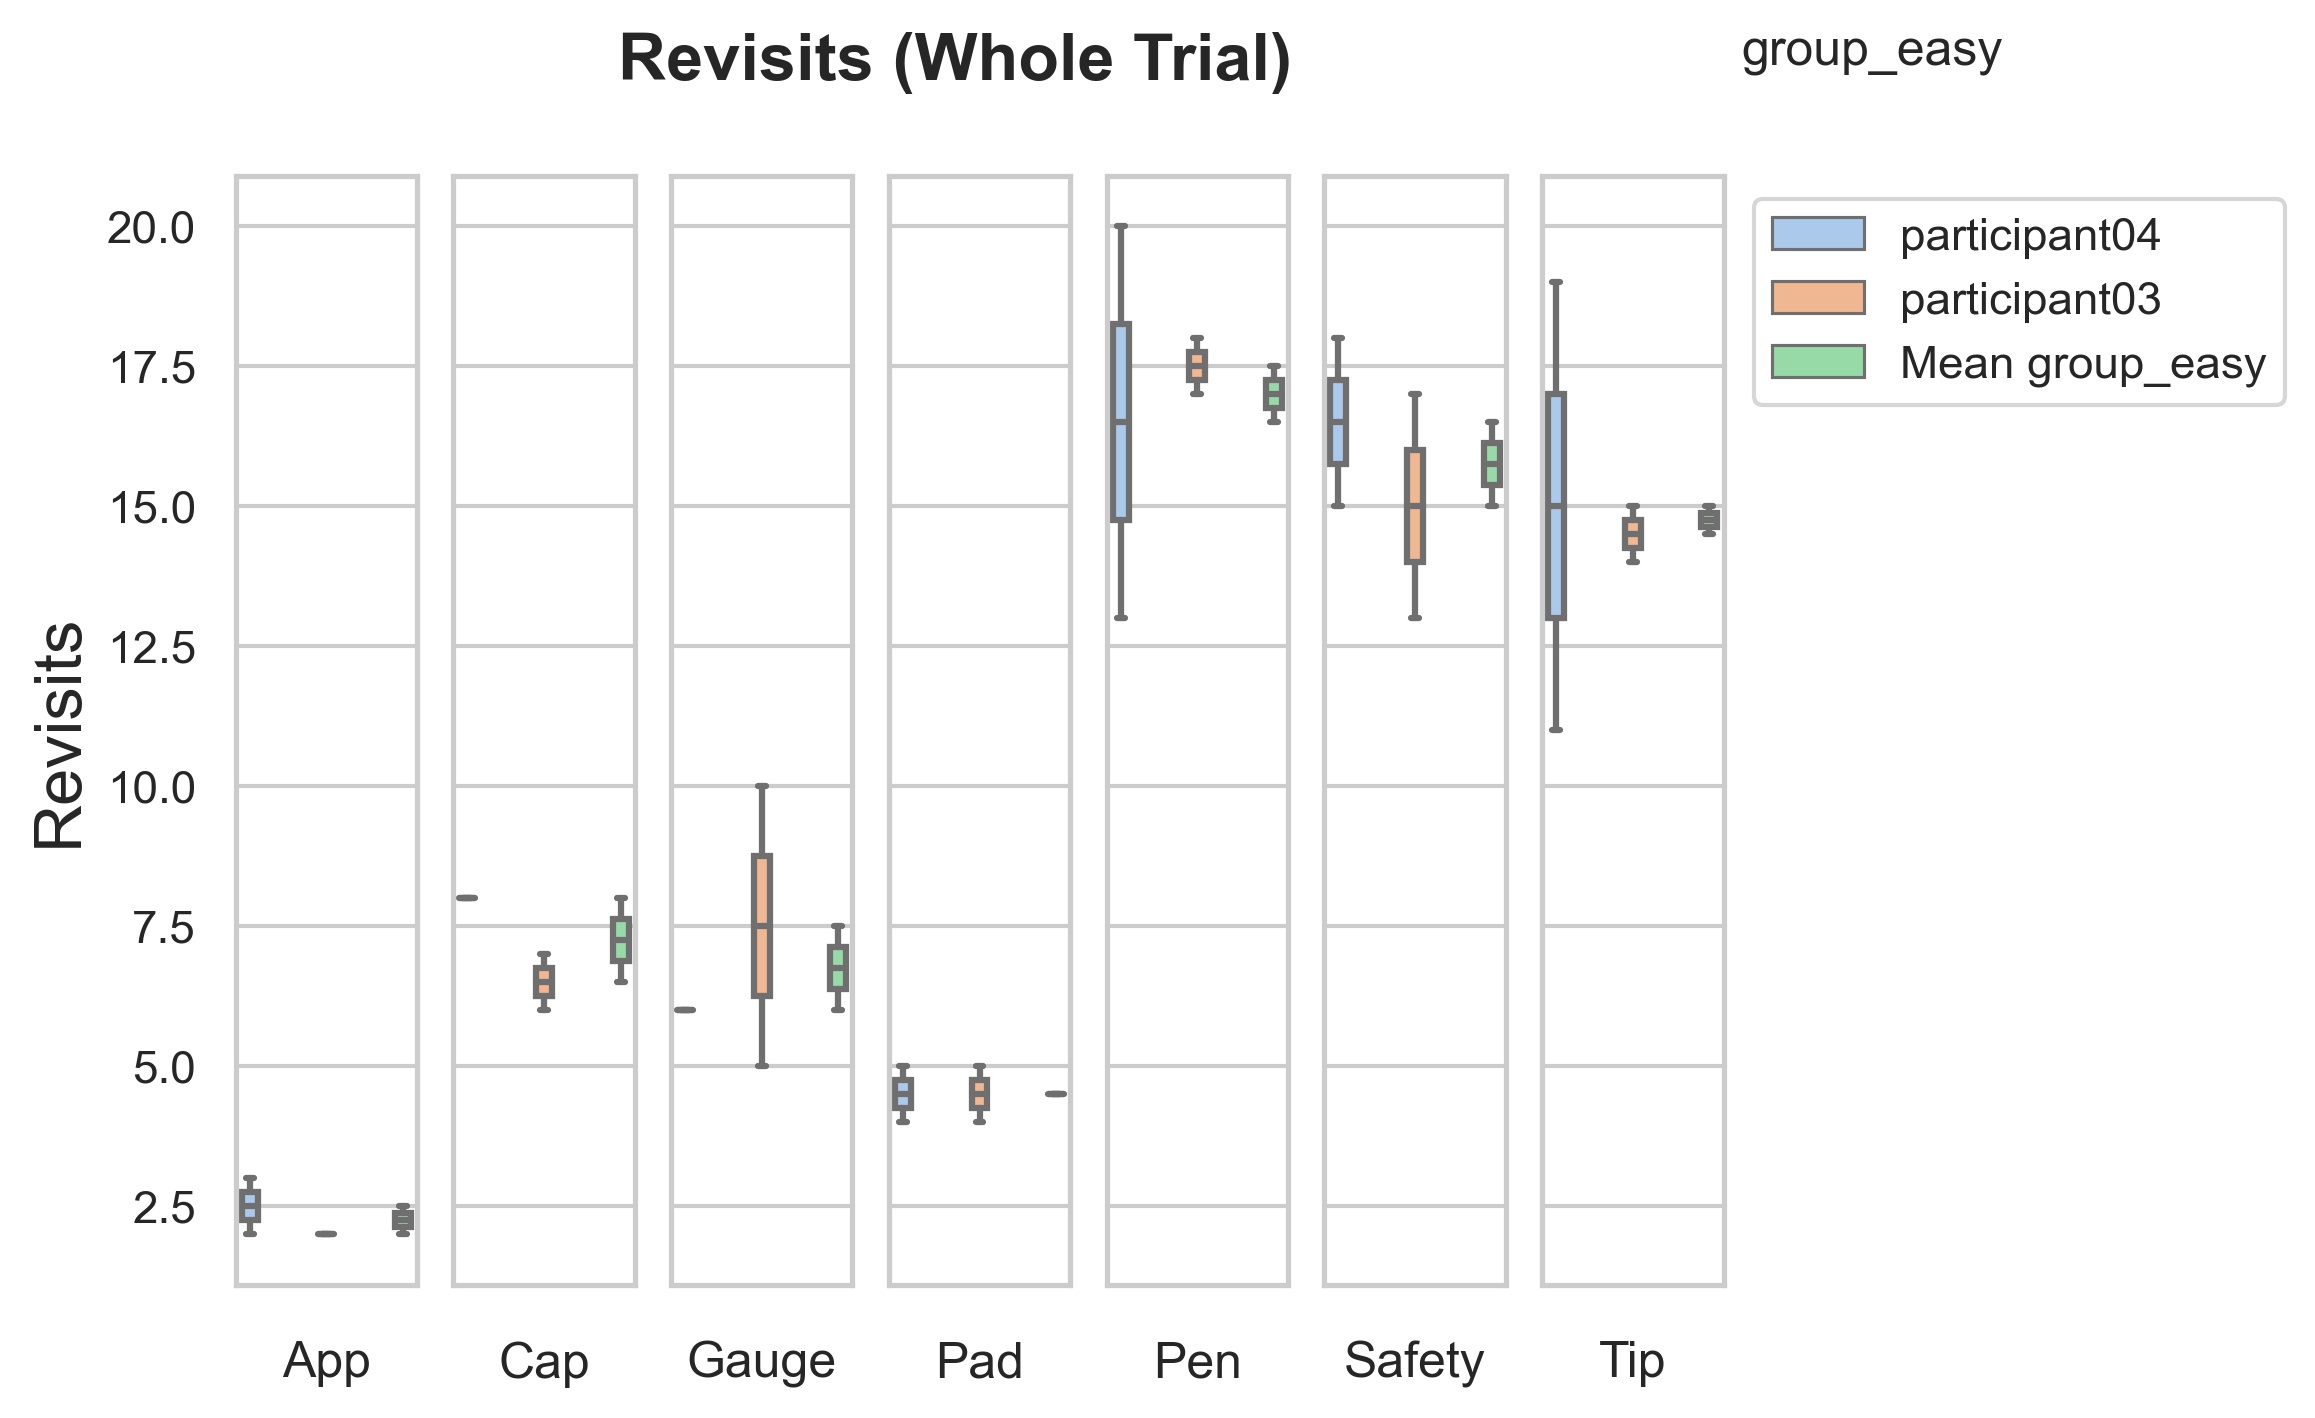 Revisits (Whole Trial)
group_easy
participant04
participant03
Mean group_easy
Revisits
20.0
17.5
15.0
12.5
10.0
7.5
5.0
2.5
App
Cap
Gauge
Pad
Pen
Safety
Tip